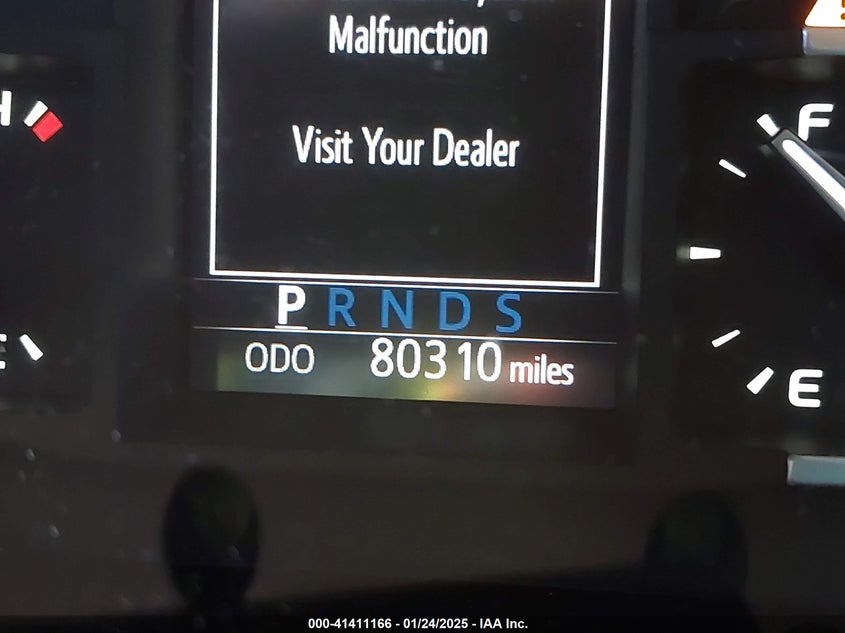 Malfunction
Visit Your Dealer
H
F
P R N D S
ODO 80310 miles
E
000-41411166 - 01/24/2025 - IAA Inc.